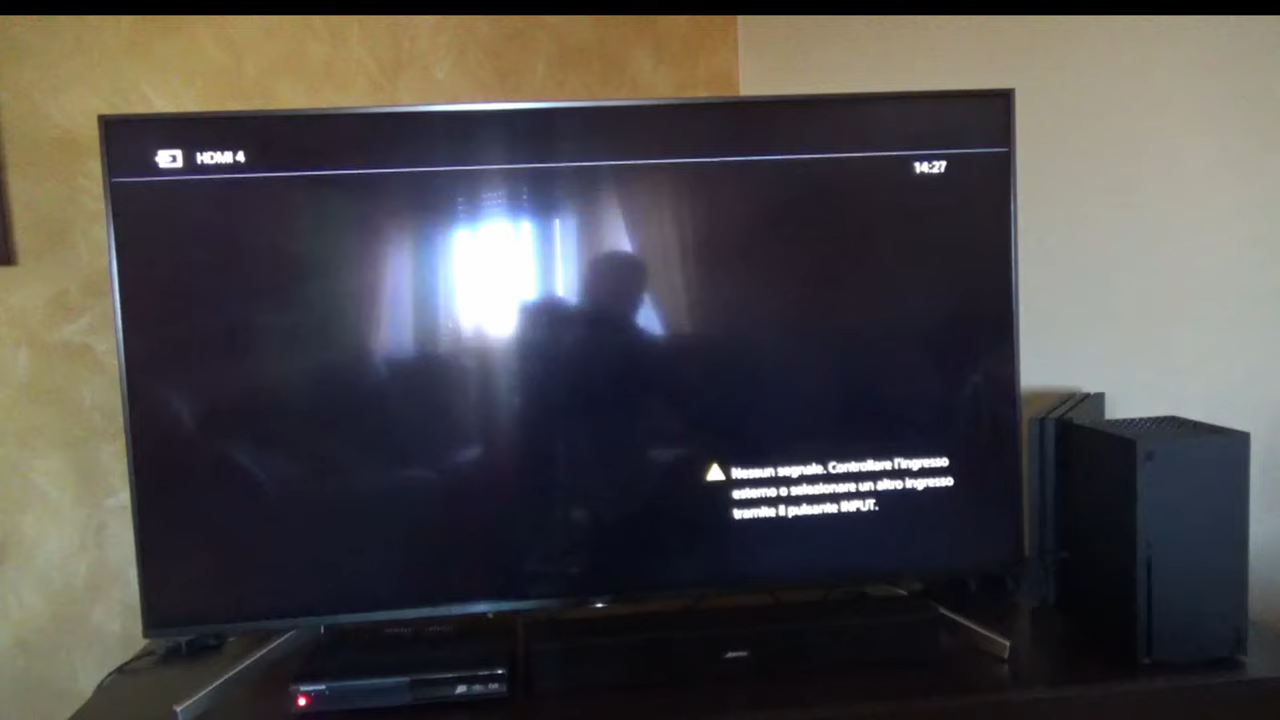 HDMI 4
14:27
Nessun segnale. Controllare l'ingresso
esterno o selezionare un altro ingresso
tramite il pulsante INPUT.